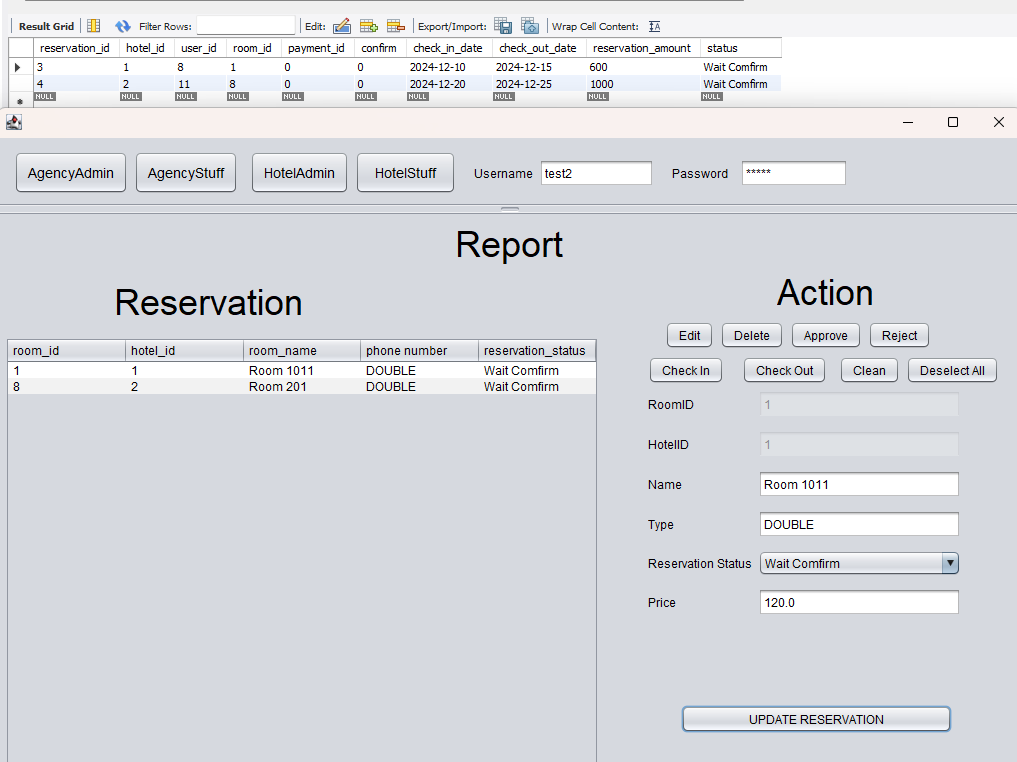 Result Grid Filter Rows: Edit: Export/Import: Wrap Cell Content: IA
reservation_id hotel_id user_id room_id payment_id confirm check_in_date check_out_date reservation_amount status
3 1 8 1 0 0 2024-12-10 2024-12-15 600 Wait Comfirm
4 2 11 8 0 0 2024-12-20 2024-12-25 1000 Wait Comfirm
NULL NULL NULL NULL NULL NULL NULL NULL NULL NULL
AgencyAdmin AgencyStuff HotelAdmin HotelStuff Username test2 Password *****
Report
Reservation
Action
room_id hotel_id room_name phone number reservation_status
1 1 Room 1011 DOUBLE Wait Comfirm
8 2 Room 201 DOUBLE Wait Comfirm
Edit Delete Approve Reject
Check In Check Out Clean Deselect All
RoomID 1
HotelID 1
Name Room 1011
Type DOUBLE
Reservation Status Wait Comfirm
Price 120.0
UPDATE RESERVATION